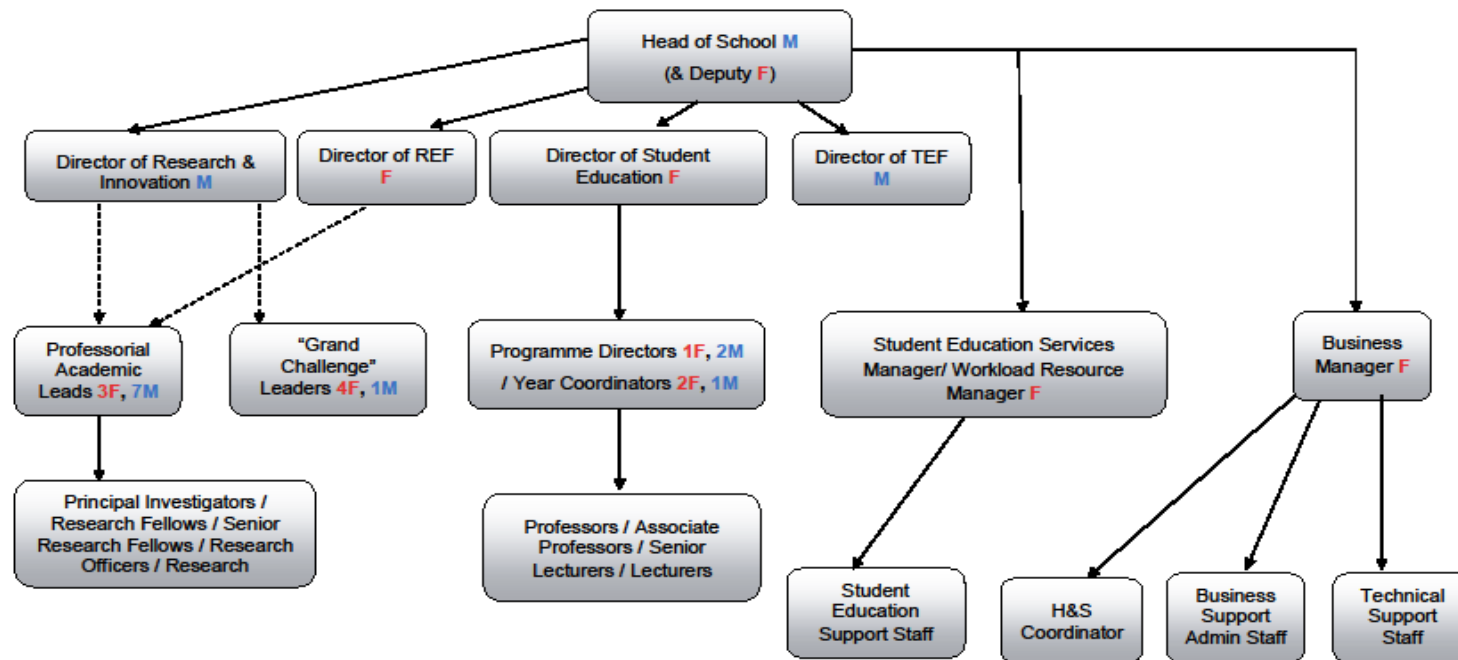 Head of School M
(& Deputy F)
Director of Research &
Innovation M
Director of REF
F
Director of Student
Education F
Director of TEF
M
Professorial
Academic
Leads 3F, 7M
“Grand
Challenge”
Leaders 4F, 1M
Programme Directors 1F, 2M
/ Year Coordinators 2F, 1M
Student Education Services
Manager/ Workload Resource
Manager F
Business
Manager F
Principal Investigators /
Research Fellows / Senior
Research Fellows / Research
Officers / Research
Professors / Associate
Professors / Senior
Lecturers / Lecturers
Student
Education
Support Staff
H&S
Coordinator
Business
Support
Admin Staff
Technical
Support
Staff